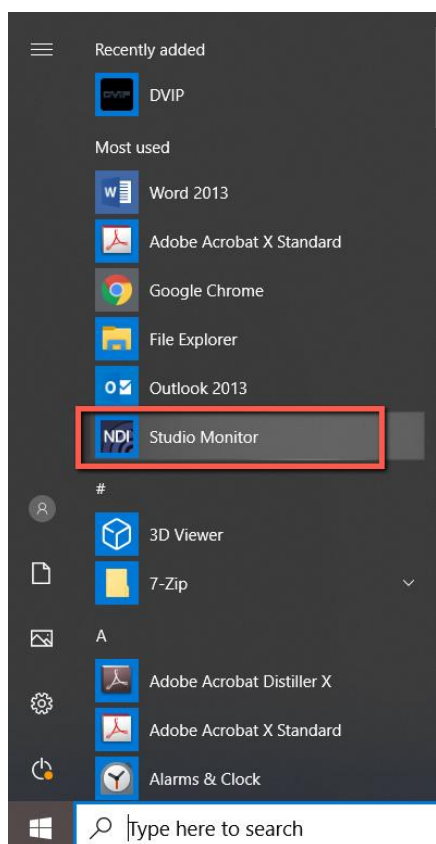 Recently added
DVIP
DVIP
Most used
W
Word 2013
Adobe Acrobat X Standard
Google Chrome
File Explorer
O
Outlook 2013
NDI
Studio Monitor
#
3D Viewer
7-Zip
A
Adobe Acrobat Distiller X
Adobe Acrobat X Standard
Alarms & Clock
Type here to search